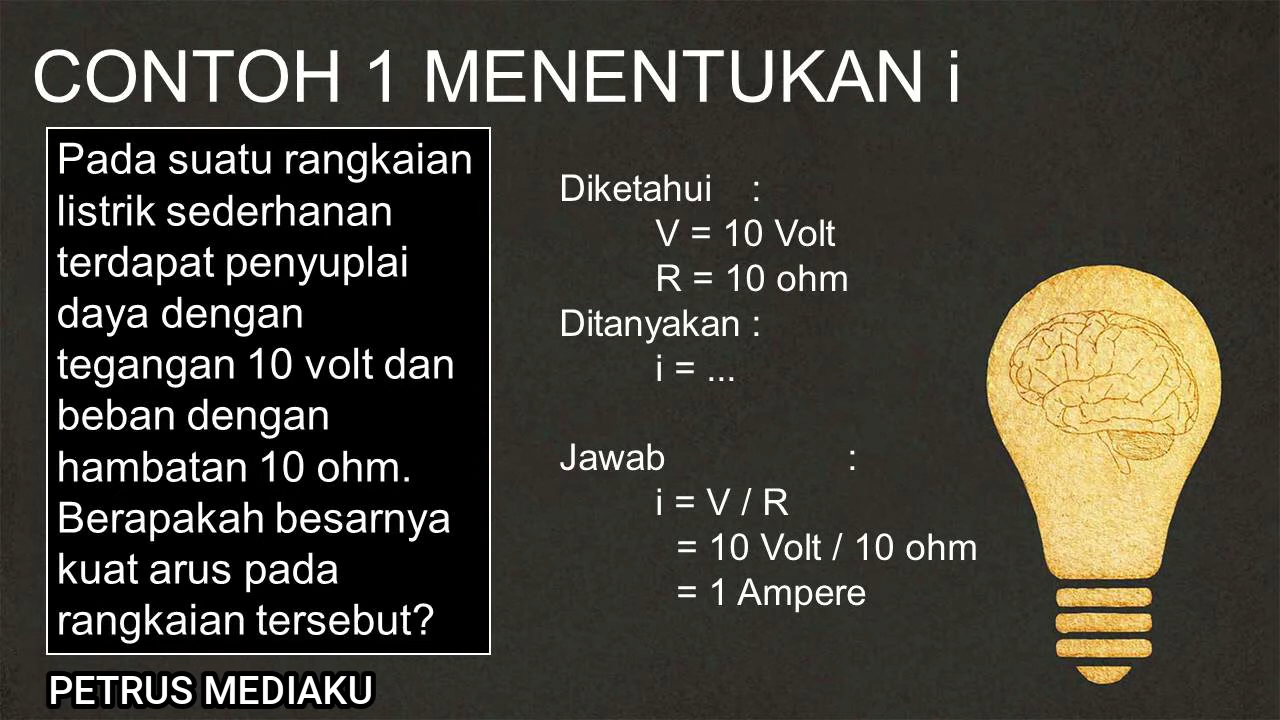 CONTOH 1 MENENTUKAN i
Pada suatu rangkaian
listrik sederhanan
terdapat penyuplai
daya dengan
tegangan 10 volt dan
beban dengan
hambatan 10 ohm.
Berapakah besarnya
kuat arus pada
rangkaian tersebut?
Diketahui :
V = 10 Volt
R = 10 ohm
Ditanyakan :
i = ...
Jawab :
i = V / R
= 10 Volt / 10 ohm
= 1 Ampere
PETRUS MEDIAKU